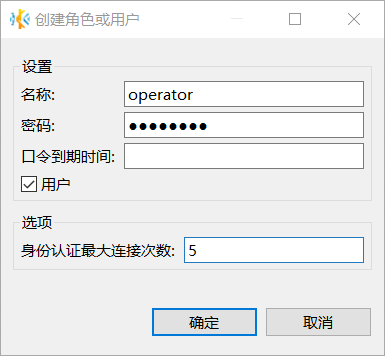 创建角色或用户
设置
名称: operator
密码: ●●●●●●●●
口令到期时间:
用户
选项
身份认证最大连接次数: 5
确定 取消